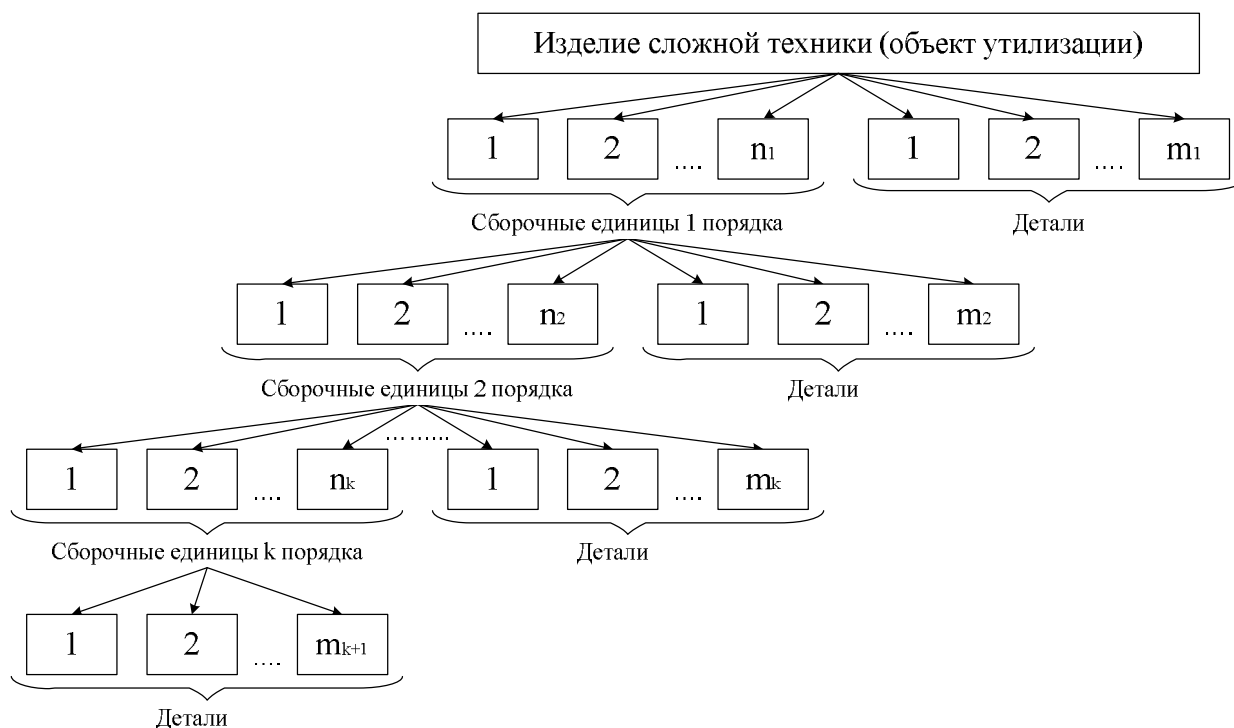 Изделие сложной техники (объект утилизации)
1 2 .... n1 1 2 .... m1
Сборочные единицы 1 порядка Детали
1 2 .... n2 1 2 .... m2
Сборочные единицы 2 порядка Детали
.........
1 2 .... nk 1 2 .... mk
Сборочные единицы k порядка Детали
1 2 .... mk+1
Детали